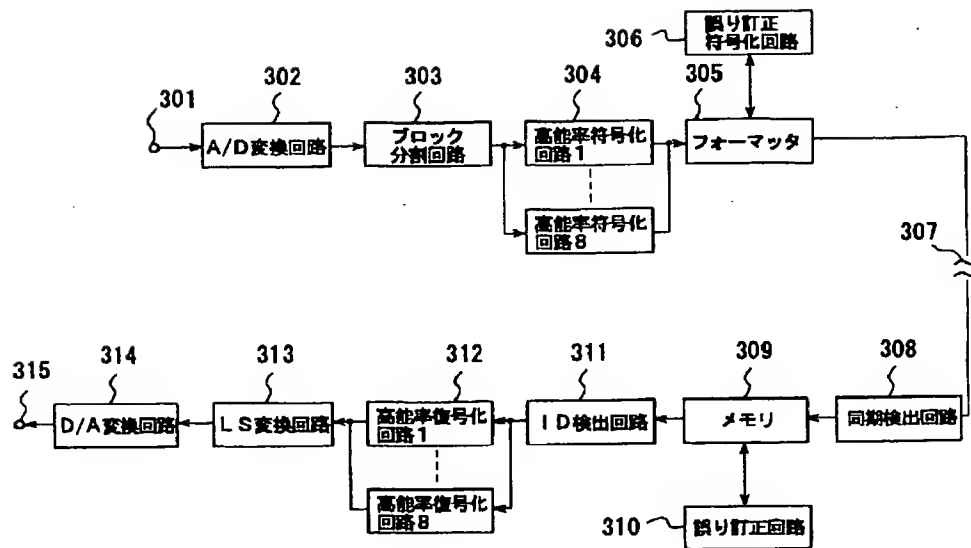 306
誤り訂正
符号化回路
301
302
303
304
305
A/D変換回路
ブロック
分割回路
高能率符号化
回路1
フォーマッタ
高能率符号化
回路8
307
315
314
313
312
311
309
308
D/A変換回路
LS変換回路
高能率復号化
回路1
ID検出回路
メモリ
同期検出回路
高能率復号化
回路8
310
誤り訂正回路